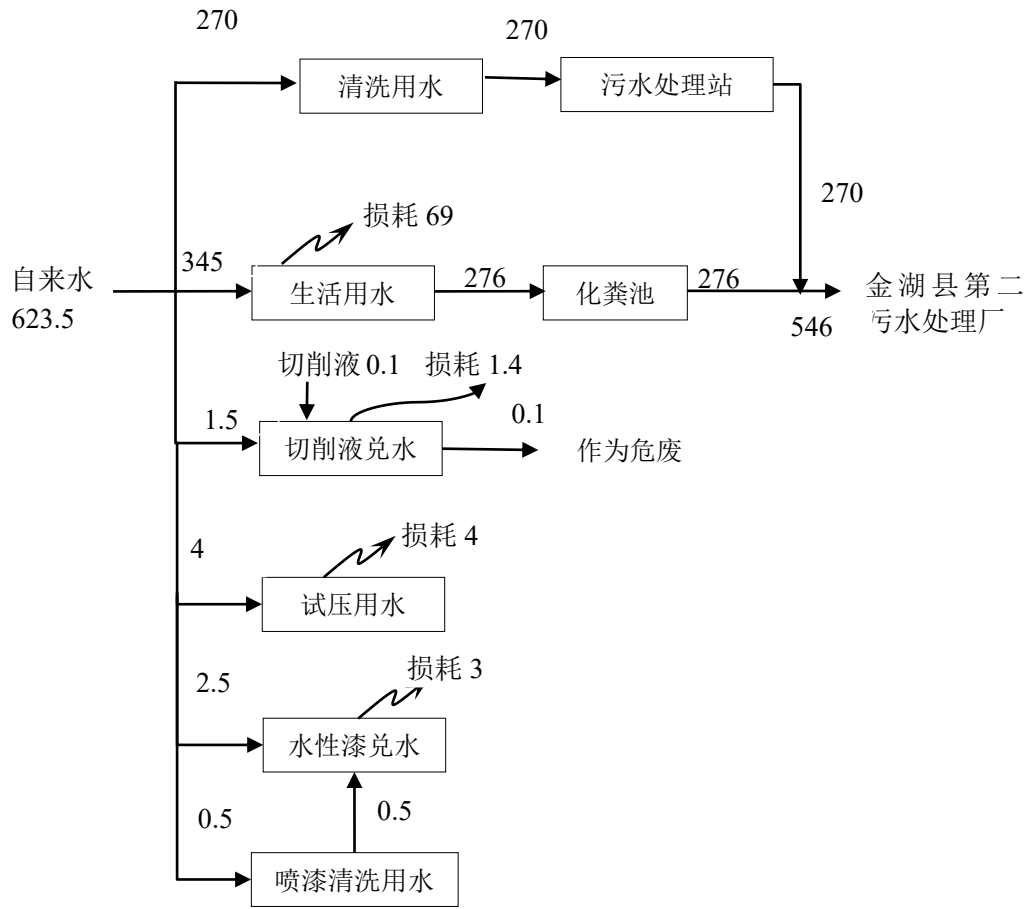 270
270
清洗用水
污水处理站
270
损耗 69
自来水
623.5
345
生活用水
276
化粪池
276
546
金湖县第二
污水处理厂
切削液 0.1
损耗 1.4
1.5
切削液兑水
0.1
作为危废
4
损耗 4
试压用水
2.5
损耗 3
水性漆兑水
0.5
0.5
喷漆清洗用水